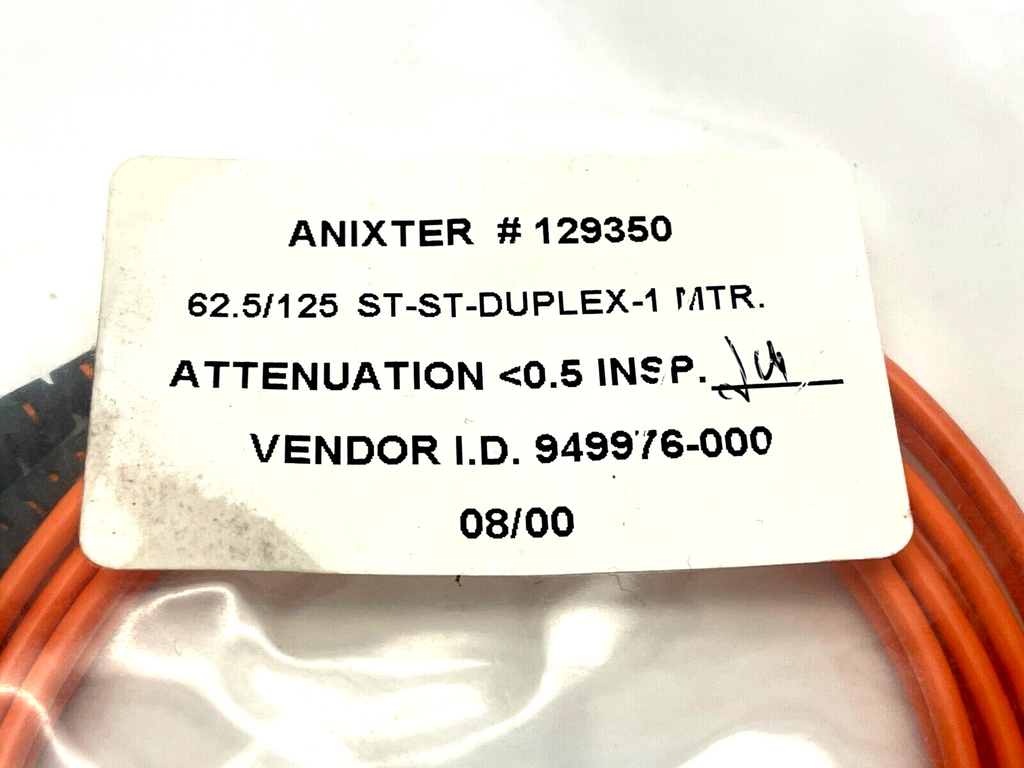 ANIXTER # 129350
62.5/125 ST-ST-DUPLEX-1 MTR.
ATTENUATION <0.5 INSP.
VENDOR I.D. 949976-000
08/00